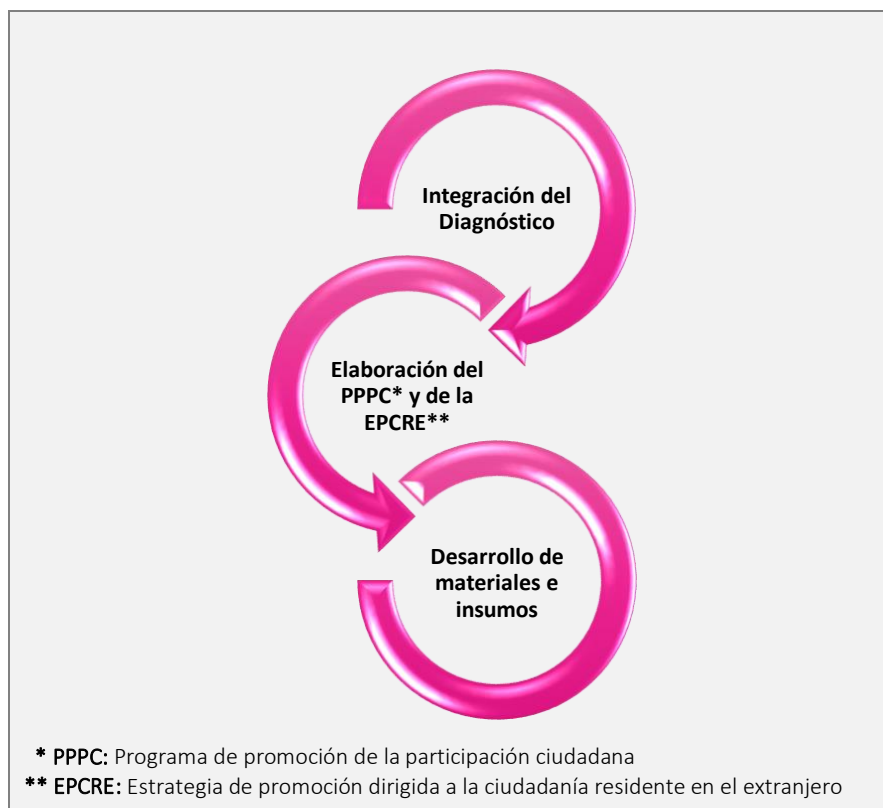 Integración del
Diagnóstico
Elaboración del
PPPC* y de la
EPCRE**
Desarrollo de
materiales e
insumos
* PPPC: Programa de promoción de la participación ciudadana
** EPCRE: Estrategia de promoción dirigida a la ciudadanía residente en el extranjero